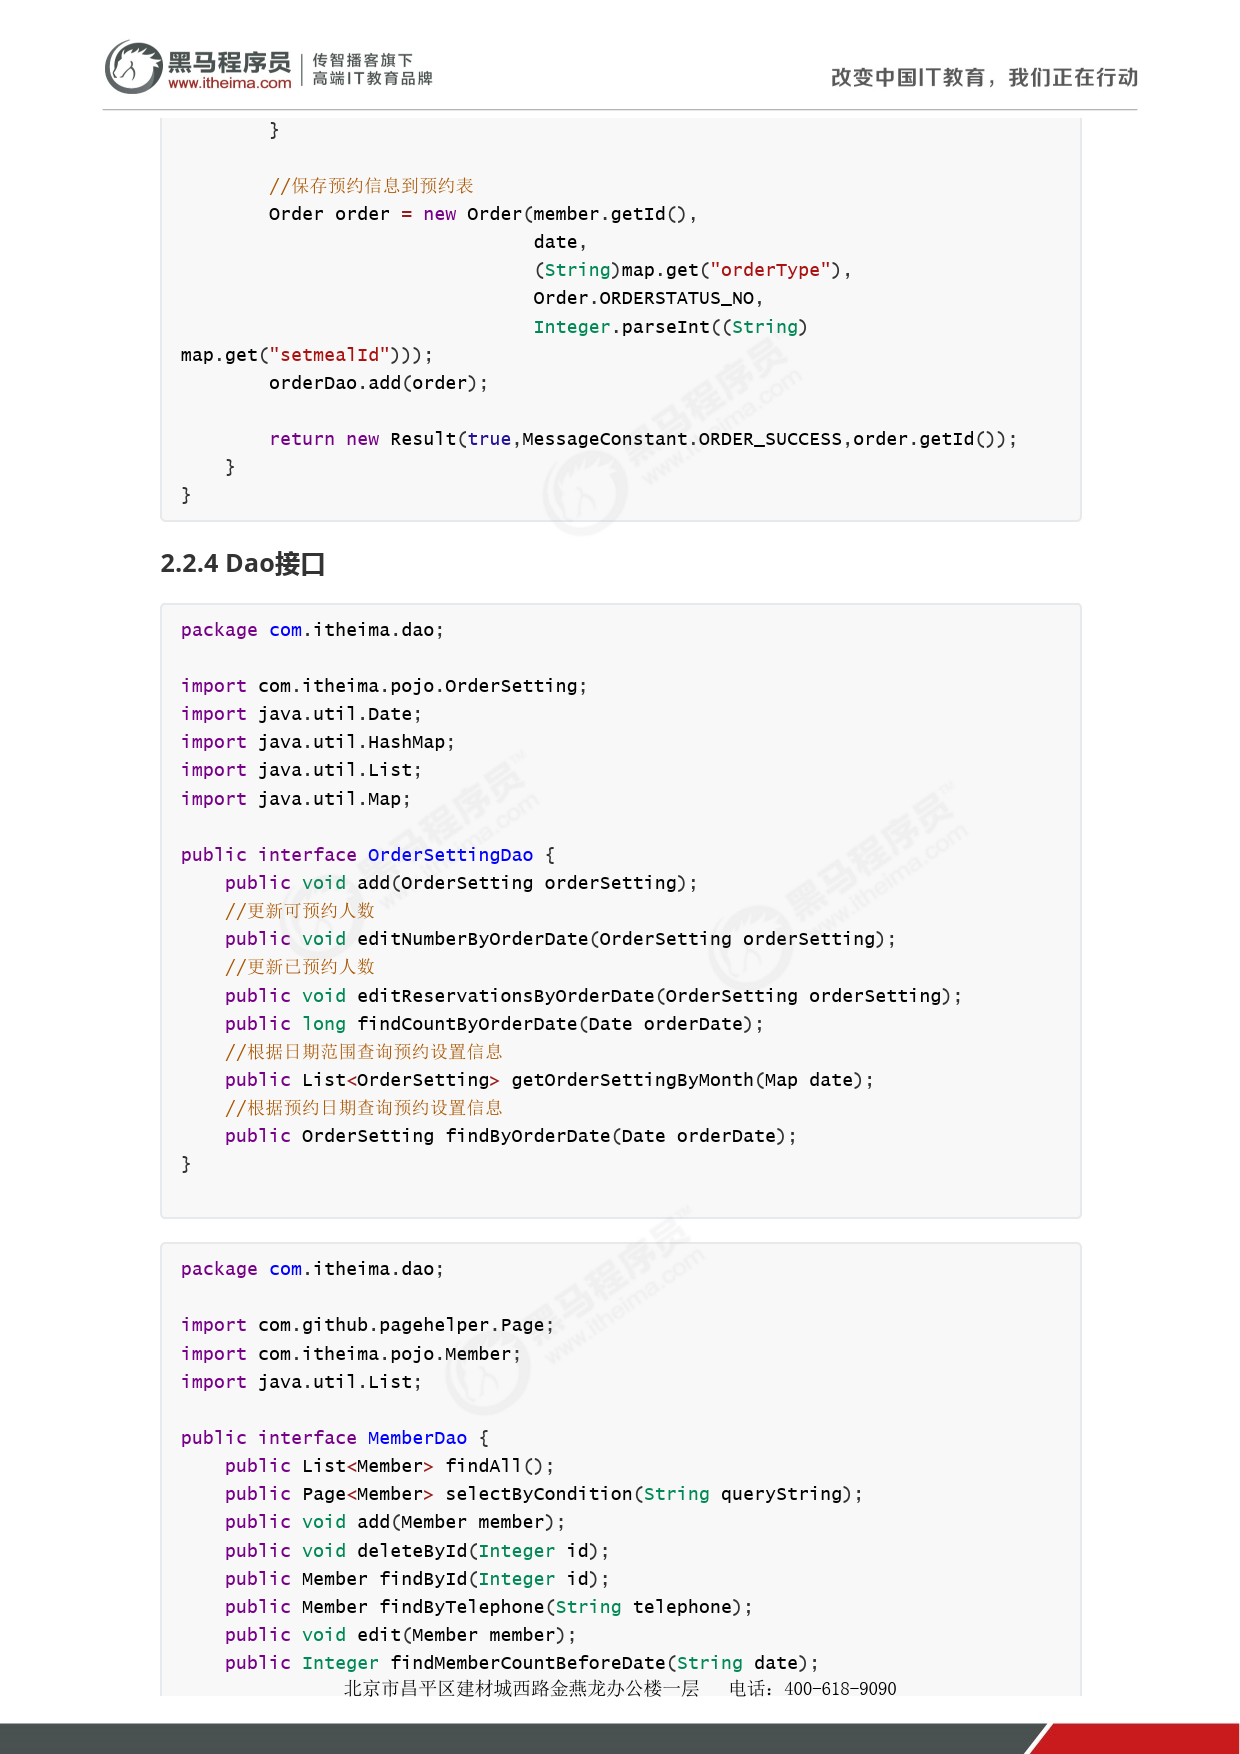 黑马程序员
www.itheima.com
传智播客旗下
高端IT教育品牌
改变中国IT教育，我们正在行动
        }

        //保存预约信息到预约表
        Order order = new Order(member.getId(),
                                date,
                                (String)map.get("orderType"),
                                Order.ORDERSTATUS_NO,
                                Integer.parseInt((String)
map.get("setmealId")));
        orderDao.add(order);

        return new Result(true,MessageConstant.ORDER_SUCCESS,order.getId());
    }
}
2.2.4 Dao接口
package com.itheima.dao;

import com.itheima.pojo.OrderSetting;
import java.util.Date;
import java.util.HashMap;
import java.util.List;
import java.util.Map;

public interface OrderSettingDao {
    public void add(OrderSetting orderSetting);
    //更新可预约人数
    public void editNumberByOrderDate(OrderSetting orderSetting);
    //更新已预约人数
    public void editReservationsByOrderDate(OrderSetting orderSetting);
    public long findCountByOrderDate(Date orderDate);
    //根据日期范围查询预约设置信息
    public List<OrderSetting> getOrderSettingByMonth(Map date);
    //根据预约日期查询预约设置信息
    public OrderSetting findByOrderDate(Date orderDate);
}

package com.itheima.dao;

import com.github.pagehelper.Page;
import com.itheima.pojo.Member;
import java.util.List;

public interface MemberDao {
    public List<Member> findAll();
    public Page<Member> selectByCondition(String queryString);
    public void add(Member member);
    public void deleteById(Integer id);
    public Member findById(Integer id);
    public Member findByTelephone(String telephone);
    public void edit(Member member);
    public Integer findMemberCountBeforeDate(String date);
北京市昌平区建材城西路金燕龙办公楼一层   电话：400-618-9090